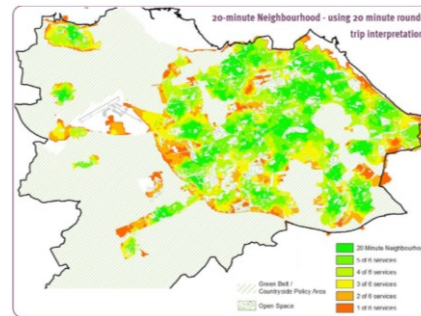 20-minute Neighbourhood - using 20 minute round
trip interpretation
Green Belt /
Countryside Policy Area
Open Space
20 Minute Neighbourhoo
5 of 6 services
4 of 6 services
3 of 6 services
2 of 6 services
1 of 6 services